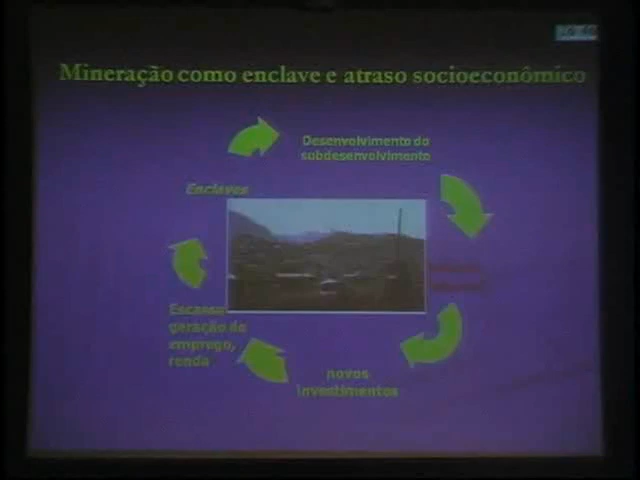 Mineração como enclave e atraso socioeconômico
Desenvolvimento do
subdesenvolvimento
Enclaves
Escassa
geração de
emprego,
renda
novos
investimentos